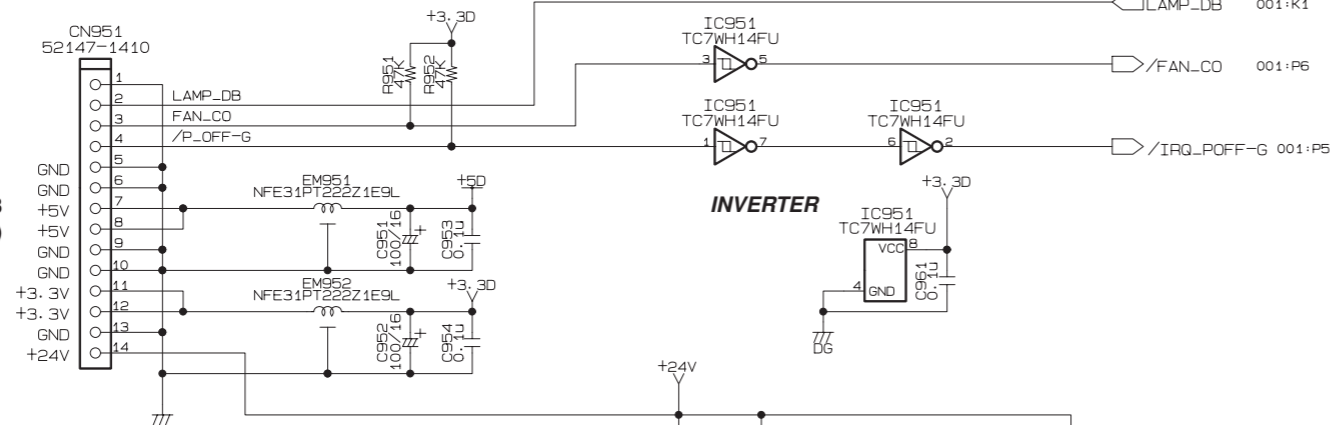 LAMP_DB 001:K1
CN951
52147-1410
+3.3D
R951
47K
R952
47K
IC951
TC7WH14FU
3
5
/FAN_CO 001:P6
1
2
LAMP_DB
3
FAN_CO
4
/P_OFF-G
IC951
TC7WH14FU
1
7
IC951
TC7WH14FU
6
2
/IRQ_POFF-G 001:P5
GND 5
GND 6
+5V 7
+5V 8
GND 9
GND 10
+3.3V 11
+3.3V 12
GND 13
+24V 14
EM951
NFE31PT222Z1E9L
+5D
C951
100/16
+
C953
0.1u
EM952
NFE31PT222Z1E9L
+3.3D
C952
100/16
+
C954
0.1u
INVERTER
+3.3D
IC951
TC7WH14FU
VCC 8
4 GND
C961
0.1u
DG
+24V